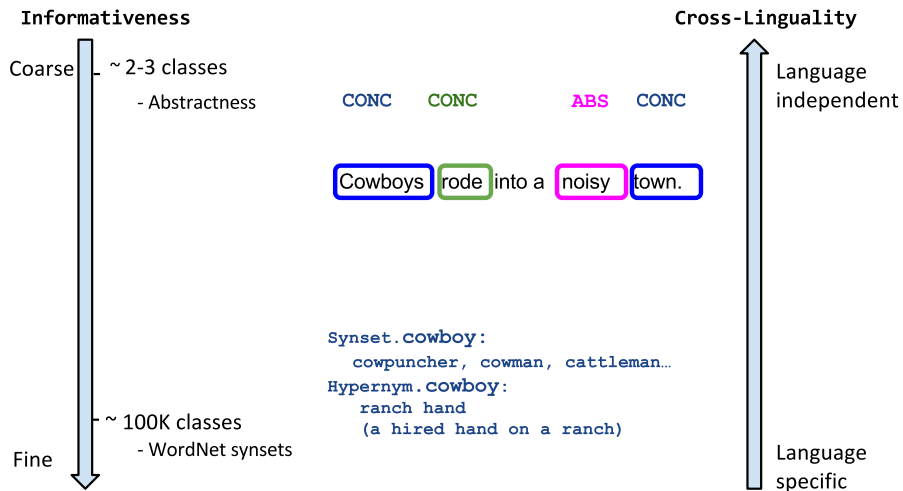 Informativeness
Cross-Linguality
Coarse
~ 2-3 classes
- Abstractness
Language
independent
CONC CONC ABS CONC
Cowboys rode into a noisy town.
Synset.cowboy:
cowpuncher, cowman, cattleman…
Hypernym.cowboy:
ranch hand
(a hired hand on a ranch)
~ 100K classes
- WordNet synsets
Fine
Language
specific